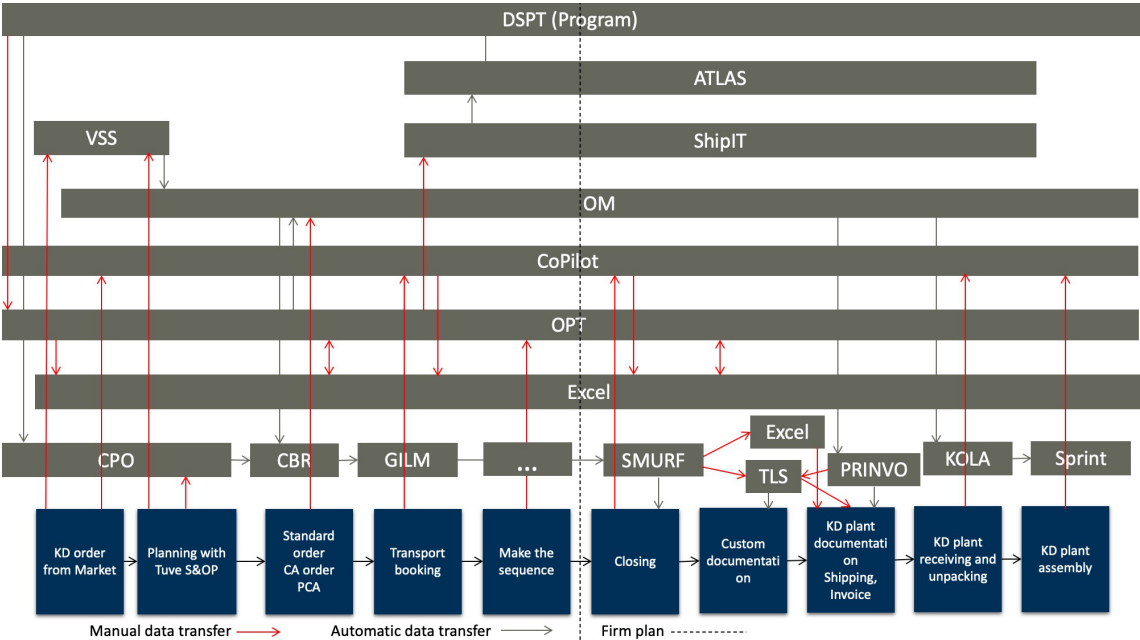 DSPT (Program)
ATLAS
VSS
ShipIT
OM
CoPilot
OPT
Excel
CPO
CBR
GILM
...
SMURF
Excel
TLS
PRINVO
KOLA
Sprint
KD order
from Market
Planning with
Tuve S&OP
Standard
order
CA order
PCA
Transport
booking
Make the
sequence
Closing
Custom
documentati
on
KD plant
documentati
on
Shipping,
Invoice
KD plant
receiving and
unpacking
KD plant
assembly
Manual data transfer
Automatic data transfer
Firm plan